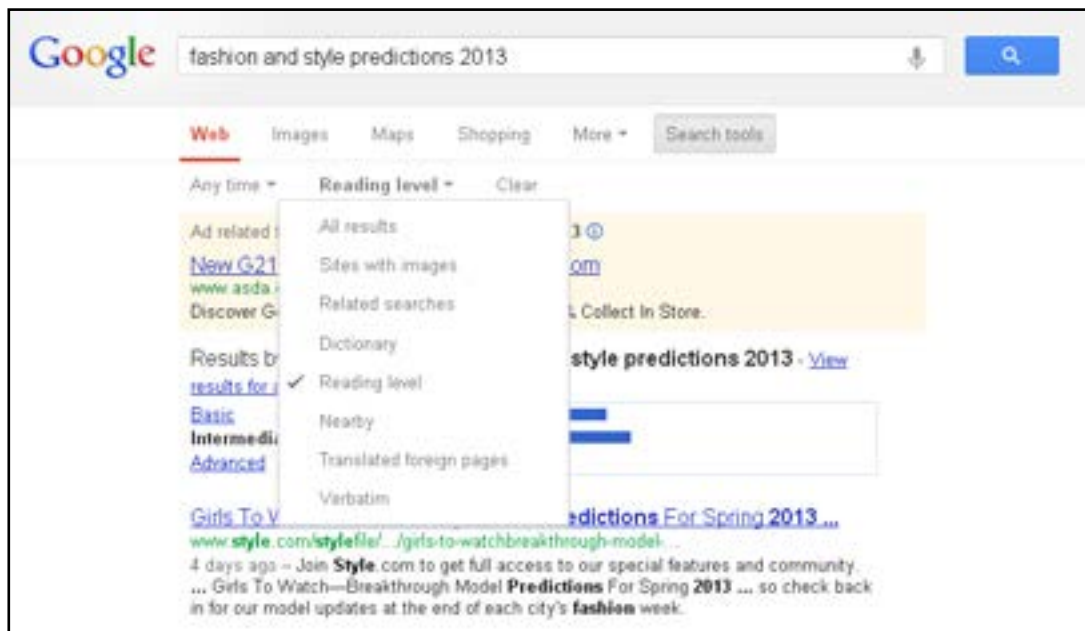 Google fashion and style predictions 2013
Web Images Maps Shopping More Search tools
Any time Reading level Clear
All results
Sites with images
Related searches
Dictionary
Reading level
Nearby
Translated foreign pages
Verbatim
Ad related 3
New G21 om
www.asda.
Discover G Collect In Store.
Results b style predictions 2013 - View
results for
Basic
Intermedi
Advanced
Girls To edictions For Spring 2013 ...
www.style.com/stylefile/.../girls-to-watchbreakthrough-model-...
4 days ago – Join Style.com to get full access to our special features and community.
... Girls To Watch—Breakthrough Model Predictions For Spring 2013 ... so check back
in for our model updates at the end of each city's fashion week.